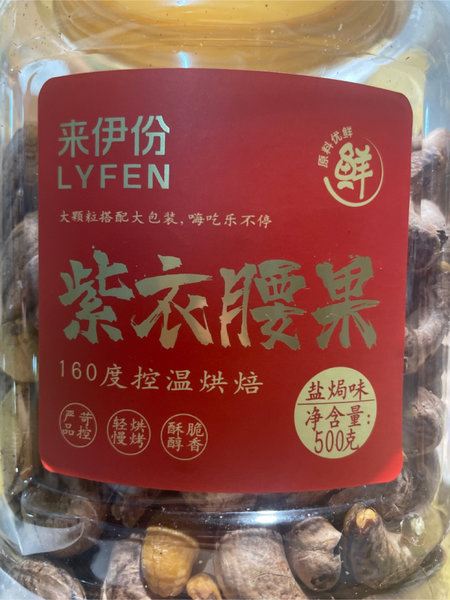 来伊份
LYFEN
原料优鲜
鲜
大颗粒搭配大包装,嗨吃乐不停
紫衣腰果
160度控温烘焙
严苛品控
轻烘慢烤
酥脆醇香
盐焗味
净含量:
500克